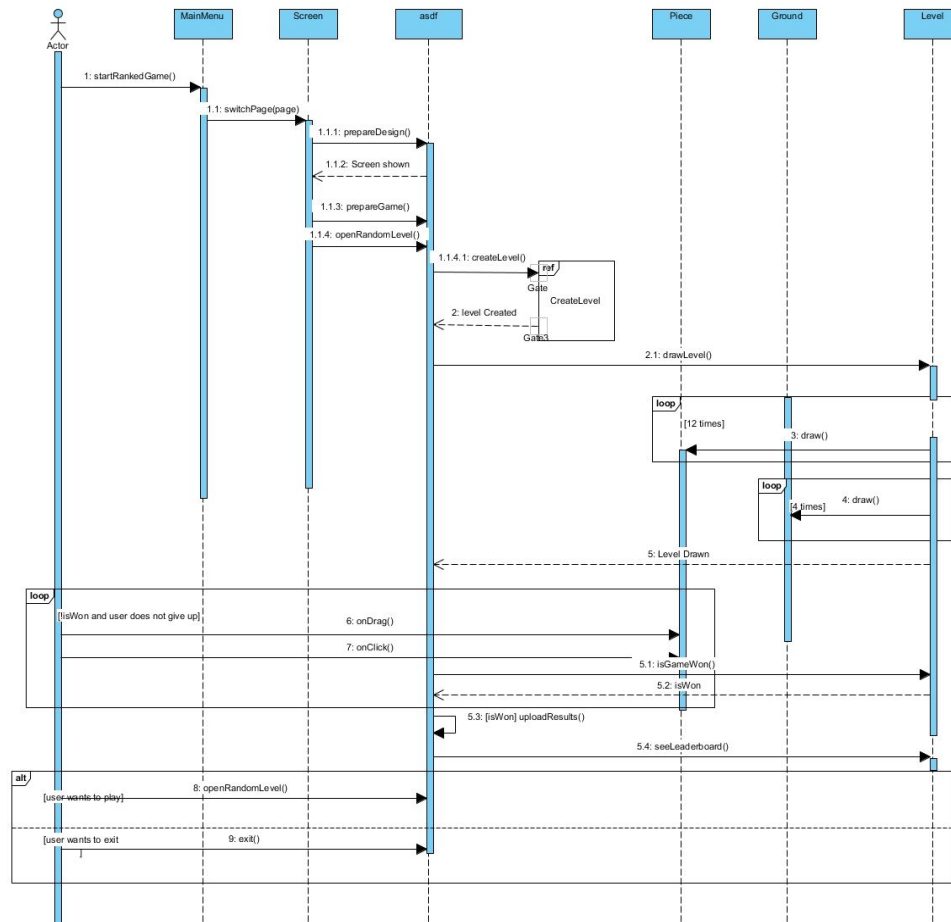 MainMenu
Screen
asdf
Piece
Ground
Level
Actor
1: startRankedGame()
1.1: switchPage(page)
1.1.1: prepareDesign()
1.1.2: Screen shown
1.1.3: prepareGame()
1.1.4: openRandomLevel()
1.1.4.1: createLevel()
ref
Gate
CreateLevel
2: level Created
Gate3
2.1: drawLevel()
loop
[12 times]
3: draw()
loop
[4 times]
4: draw()
5: Level Drawn
loop
[!isWon and user does not give up]
6: onDrag()
7: onClick()
5.1: isGameWon()
5.2: isWon
5.3: [isWon] uploadResults()
5.4: seeLeaderboard()
alt
[user wants to play]
8: openRandomLevel()
[user wants to exit
]
9: exit()